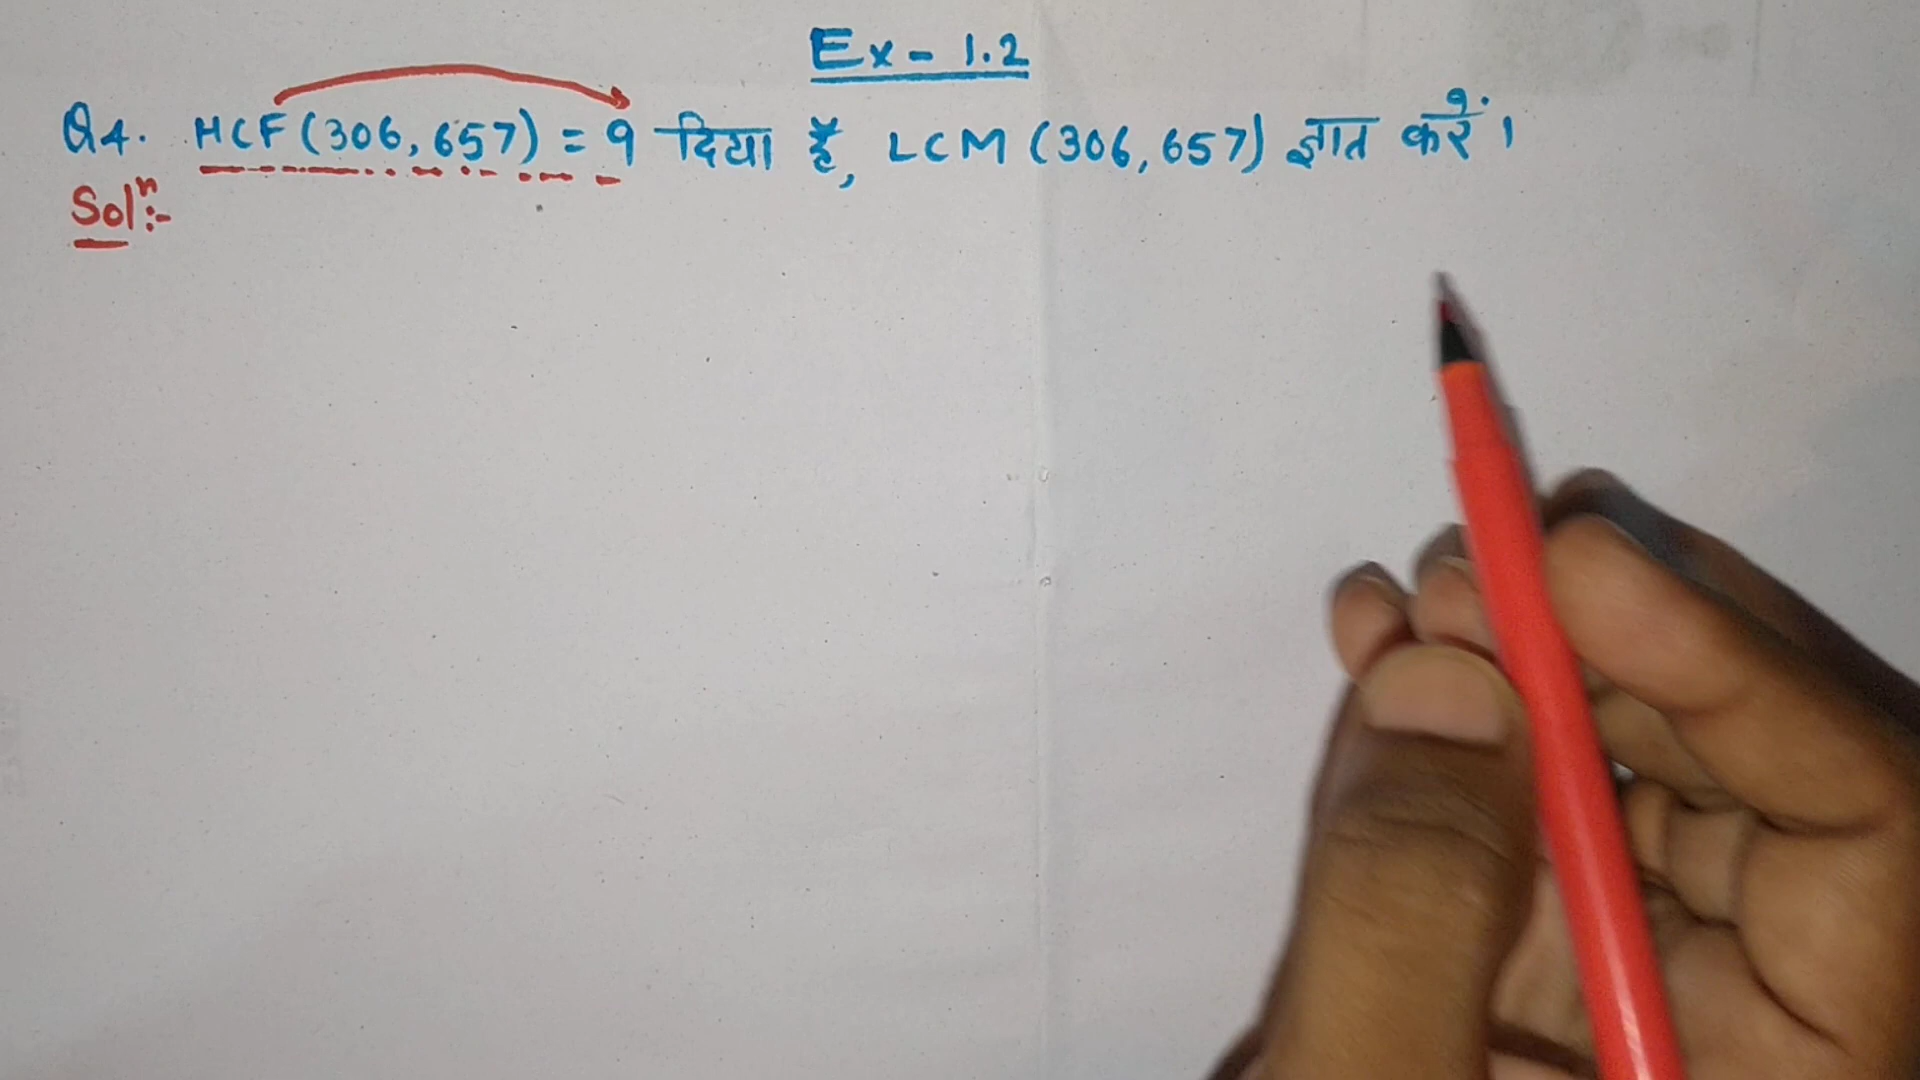 Ex - 1.2
Q4. HCF (306, 657) = 9 दिया है, LCM (306, 657) ज्ञात करें।
Solⁿ:-